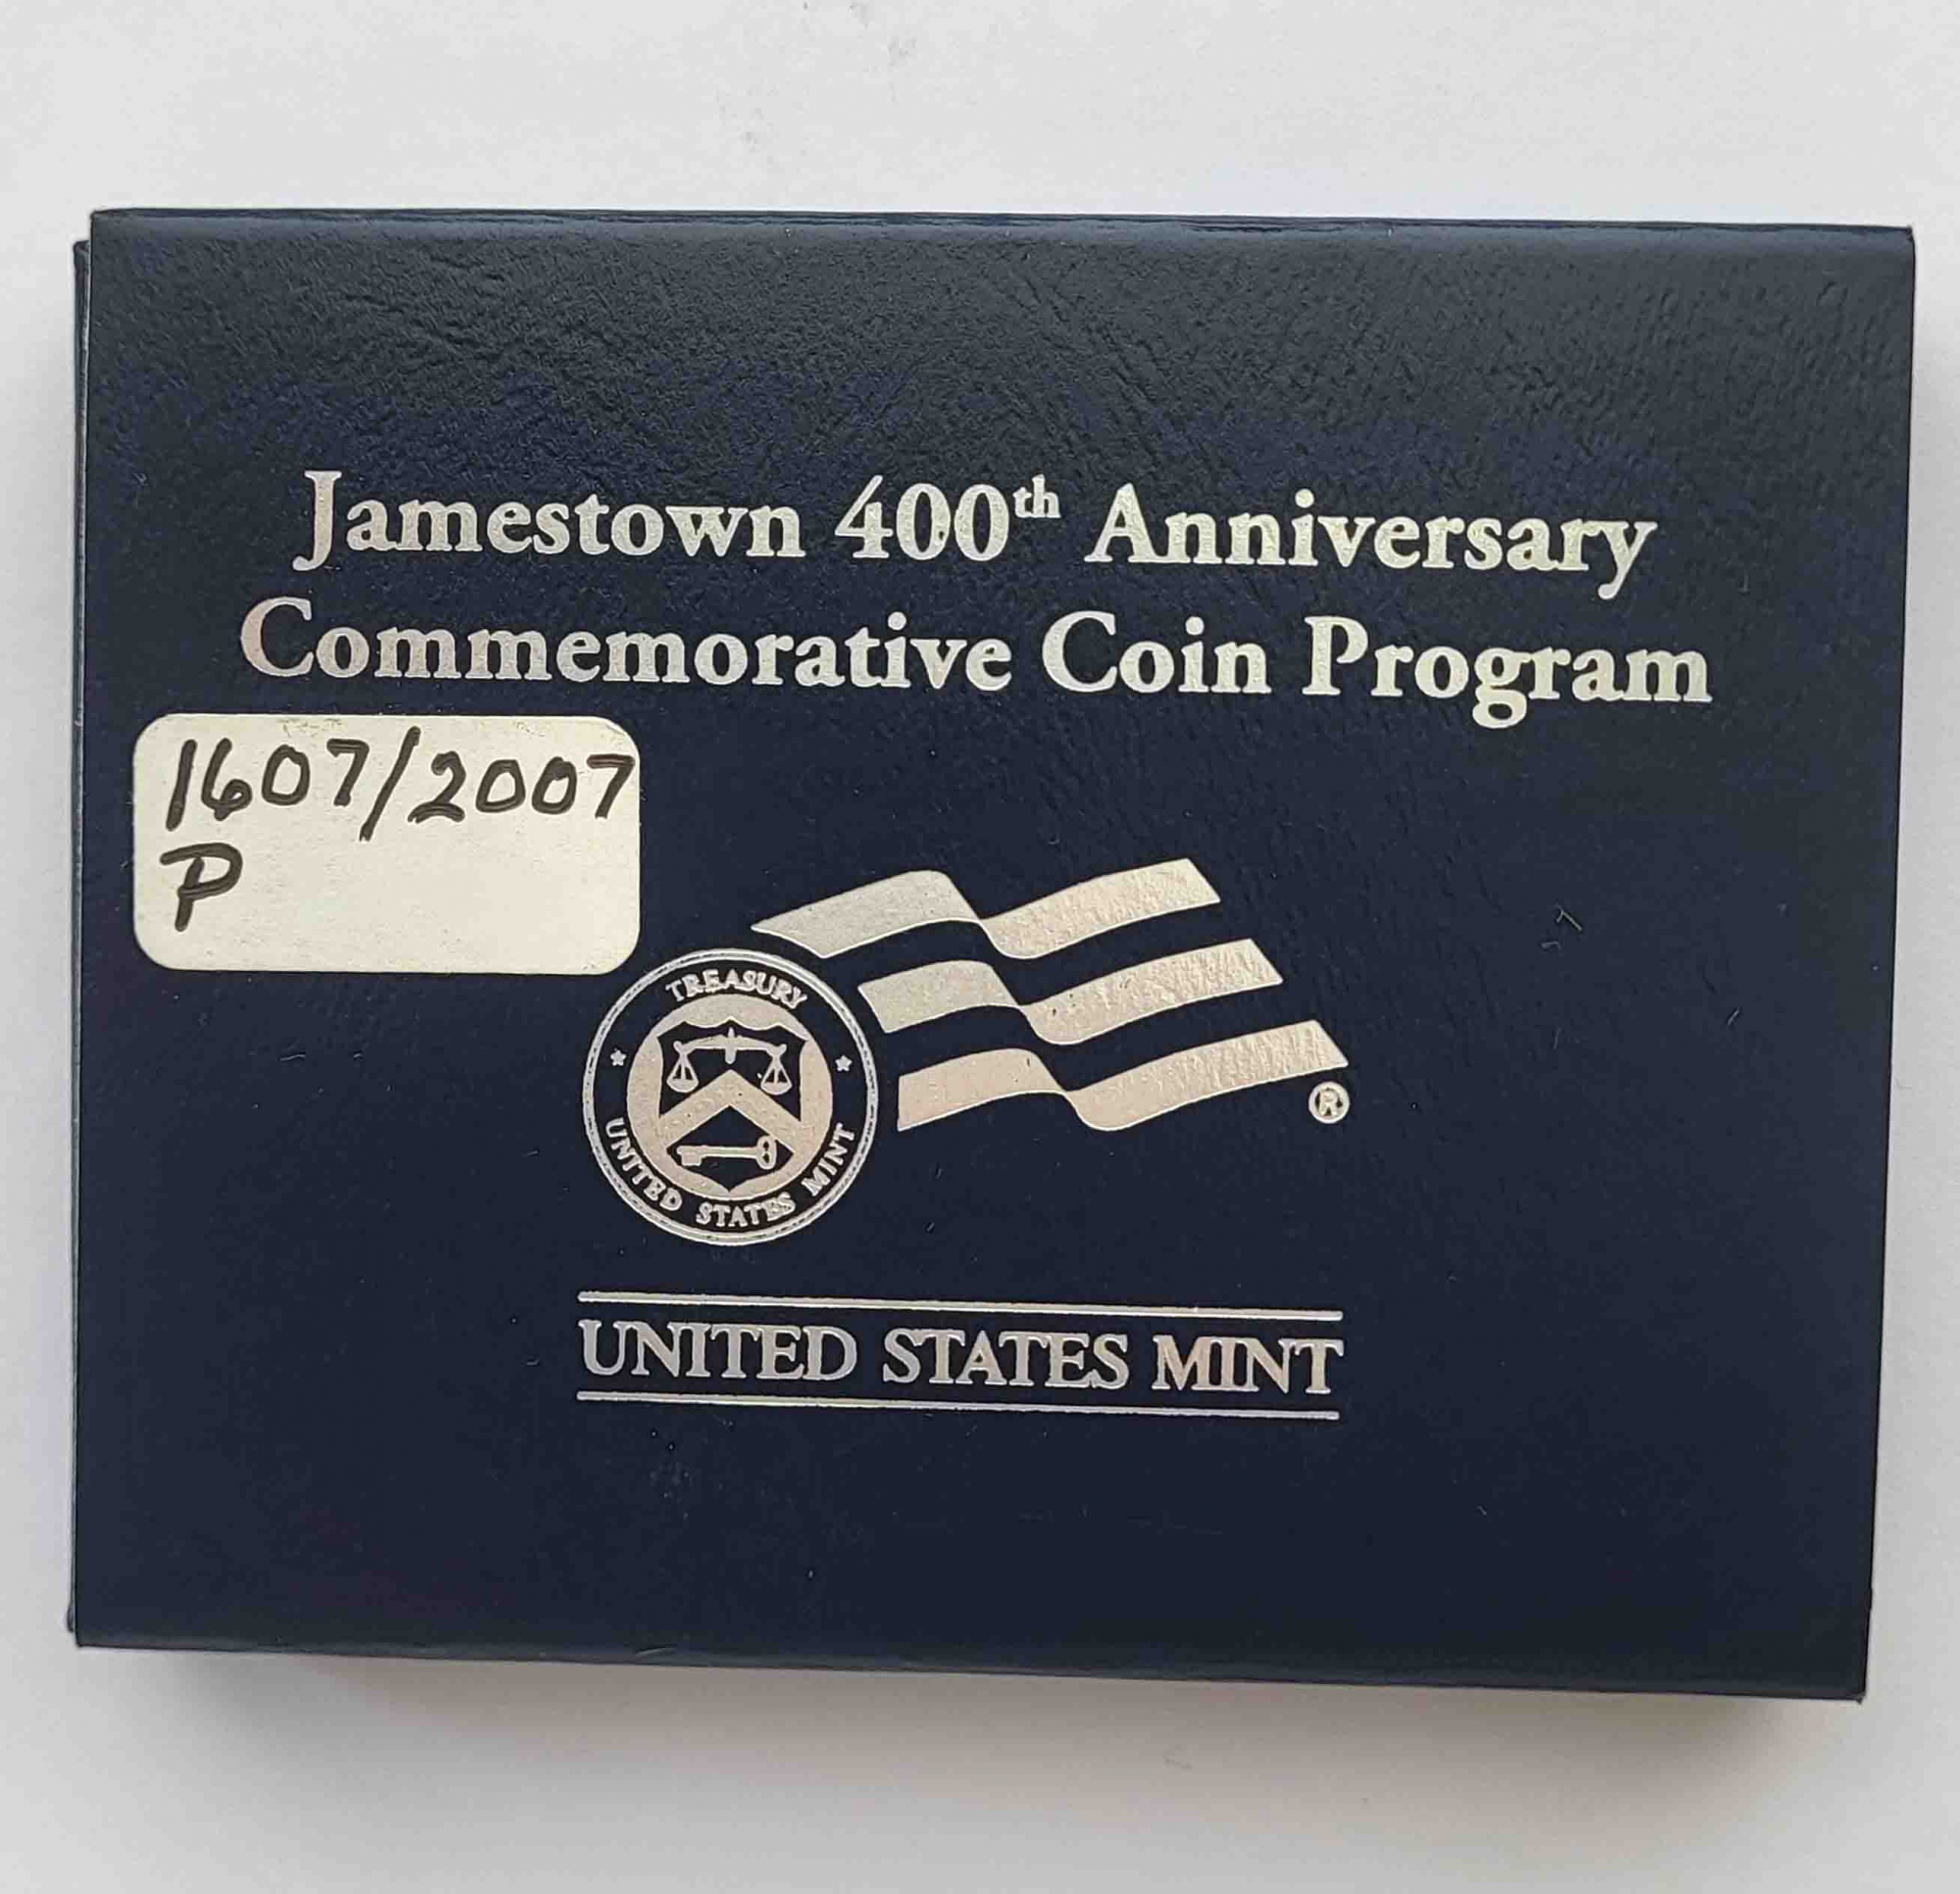 Jamestown 400th Anniversary
Commemorative Coin Program
1607/2007
P
TREASURY
UNITED STATES MINT
®
UNITED STATES MINT